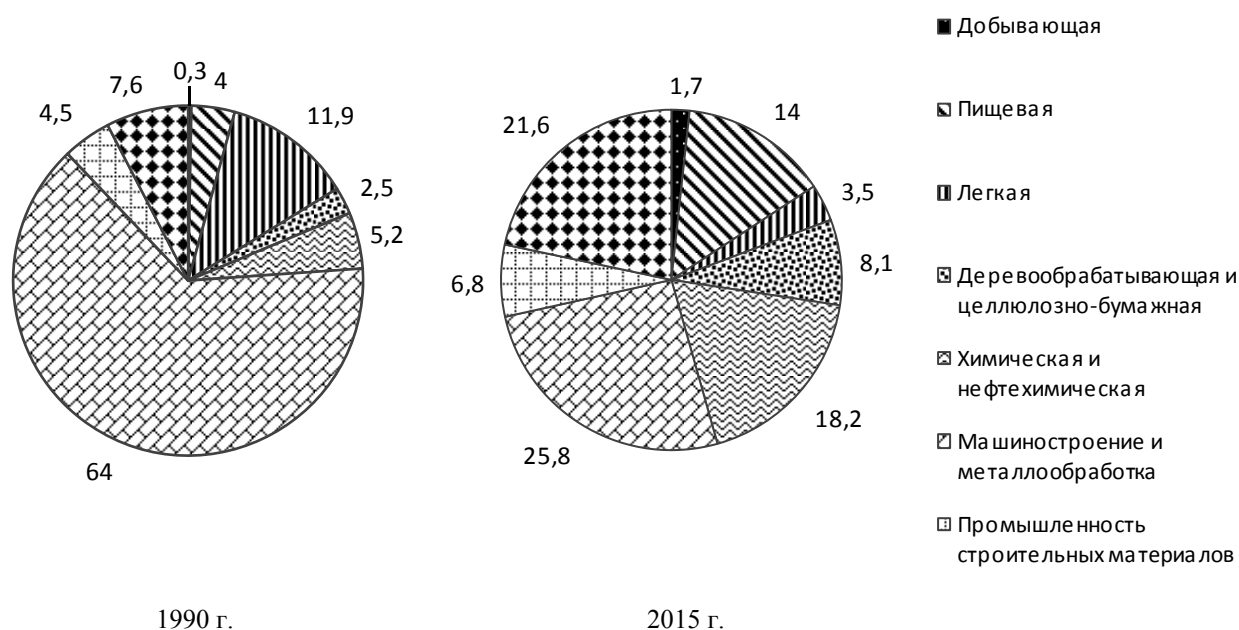 0,3
4
7,6
4,5
11,9
2,5
5,2
64
1990 г.
1,7
14
21,6
3,5
8,1
6,8
18,2
25,8
2015 г.
Добывающая
Пищевая
Легкая
Деревообрабатывающая и
целлюлозно-бумажная
Химическая и
нефтехимическая
Машиностроение и
металлообработка
Промышленность
строительных материалов